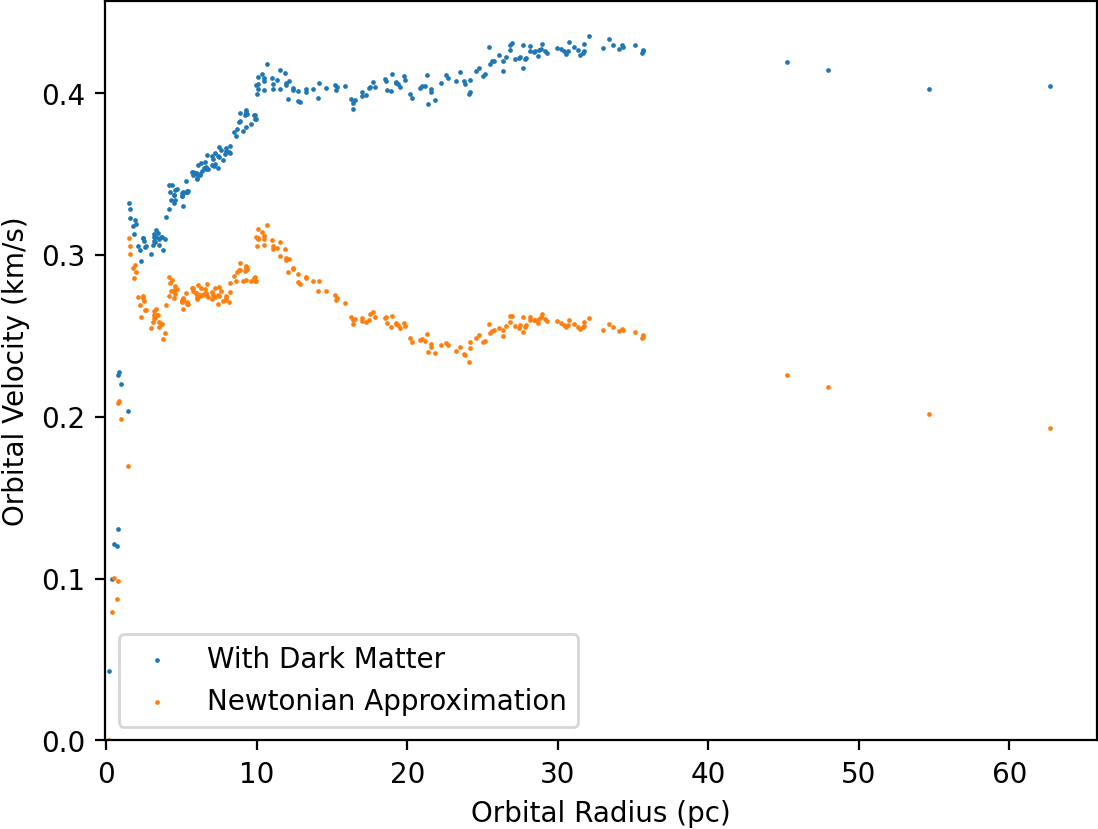 Orbital Velocity (km/s)
0.4
0.3
0.2
0.1
0.0
With Dark Matter
Newtonian Approximation
0 10 20 30 40 50 60
Orbital Radius (pc)